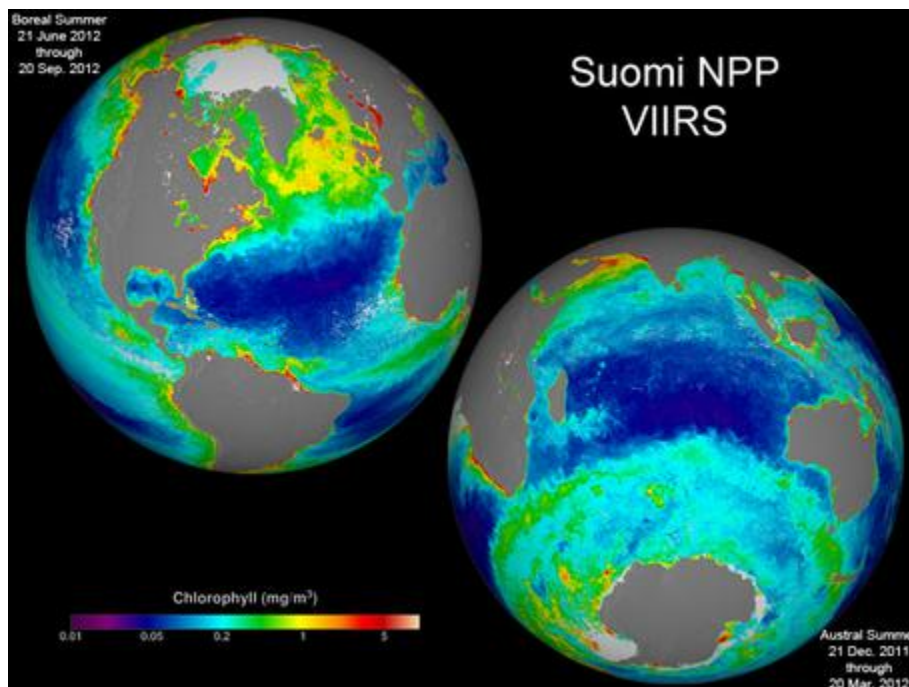 Boreal Summer
21 June 2012
through
20 Sep. 2012
Suomi NPP
VIIRS
Chlorophyll (mg/m³)
0.01 0.05 0.2 1 5
Austral Summe
21 Dec. 2011
through
20 Mar. 2012